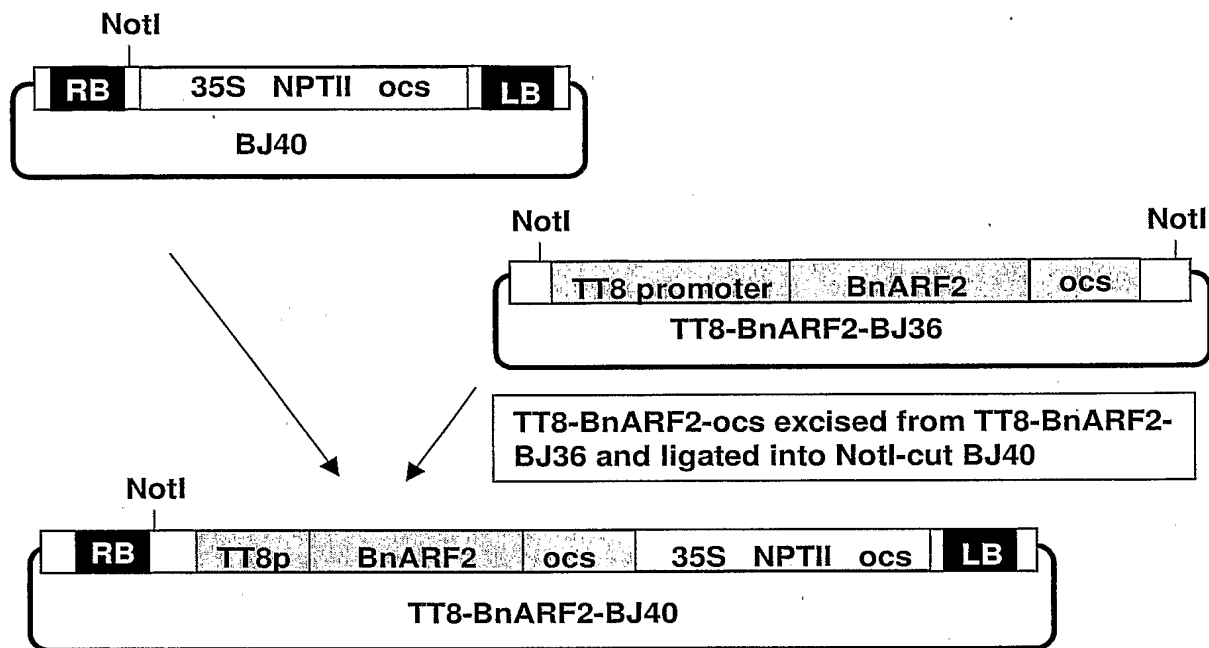 NotI
RB 35S NPTII ocs LB
BJ40
NotI NotI
TT8 promoter BnARF2 ocs
TT8-BnARF2-BJ36
TT8-BnARF2-ocs excised from TT8-BnARF2-
BJ36 and ligated into NotI-cut BJ40
NotI
RB TT8p BnARF2 ocs 35S NPTII ocs LB
TT8-BnARF2-BJ40